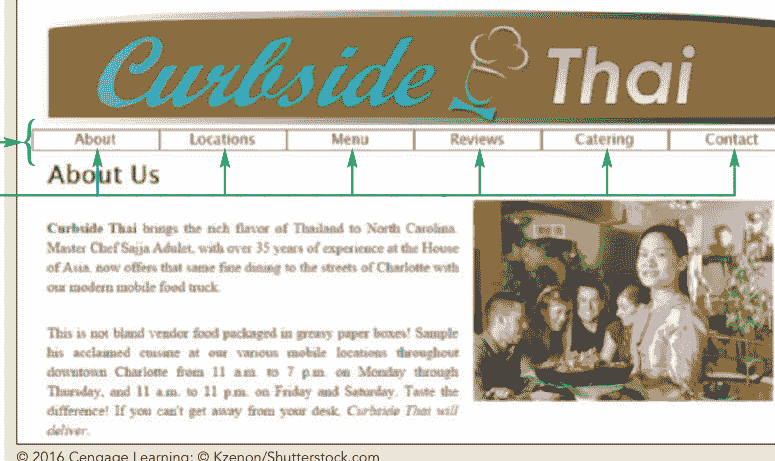 Curbside Thai
About Locations Menu Reviews Catering Contact
About Us
Curbside Thai brings the rich flavor of Thailand to North Carolina.
Master Chef Sajja Adulet, with over 35 years of experience at the House
of Asia, now offers that same fine dining to the streets of Charlotte with
our modern mobile food truck.
This is not bland vendor food packaged in greasy paper boxes! Sample
his acclaimed cuisine at our various mobile locations throughout
downtown Charlotte from 11 a.m. to 7 p.m. on Monday through
Thursday, and 11 a.m. to 11 p.m. on Friday and Saturday. Taste the
difference! If you can't get away from your desk, Curbside Thai will
deliver.
© 2016 Cengage Learning; © Kzenon/Shutterstock.com